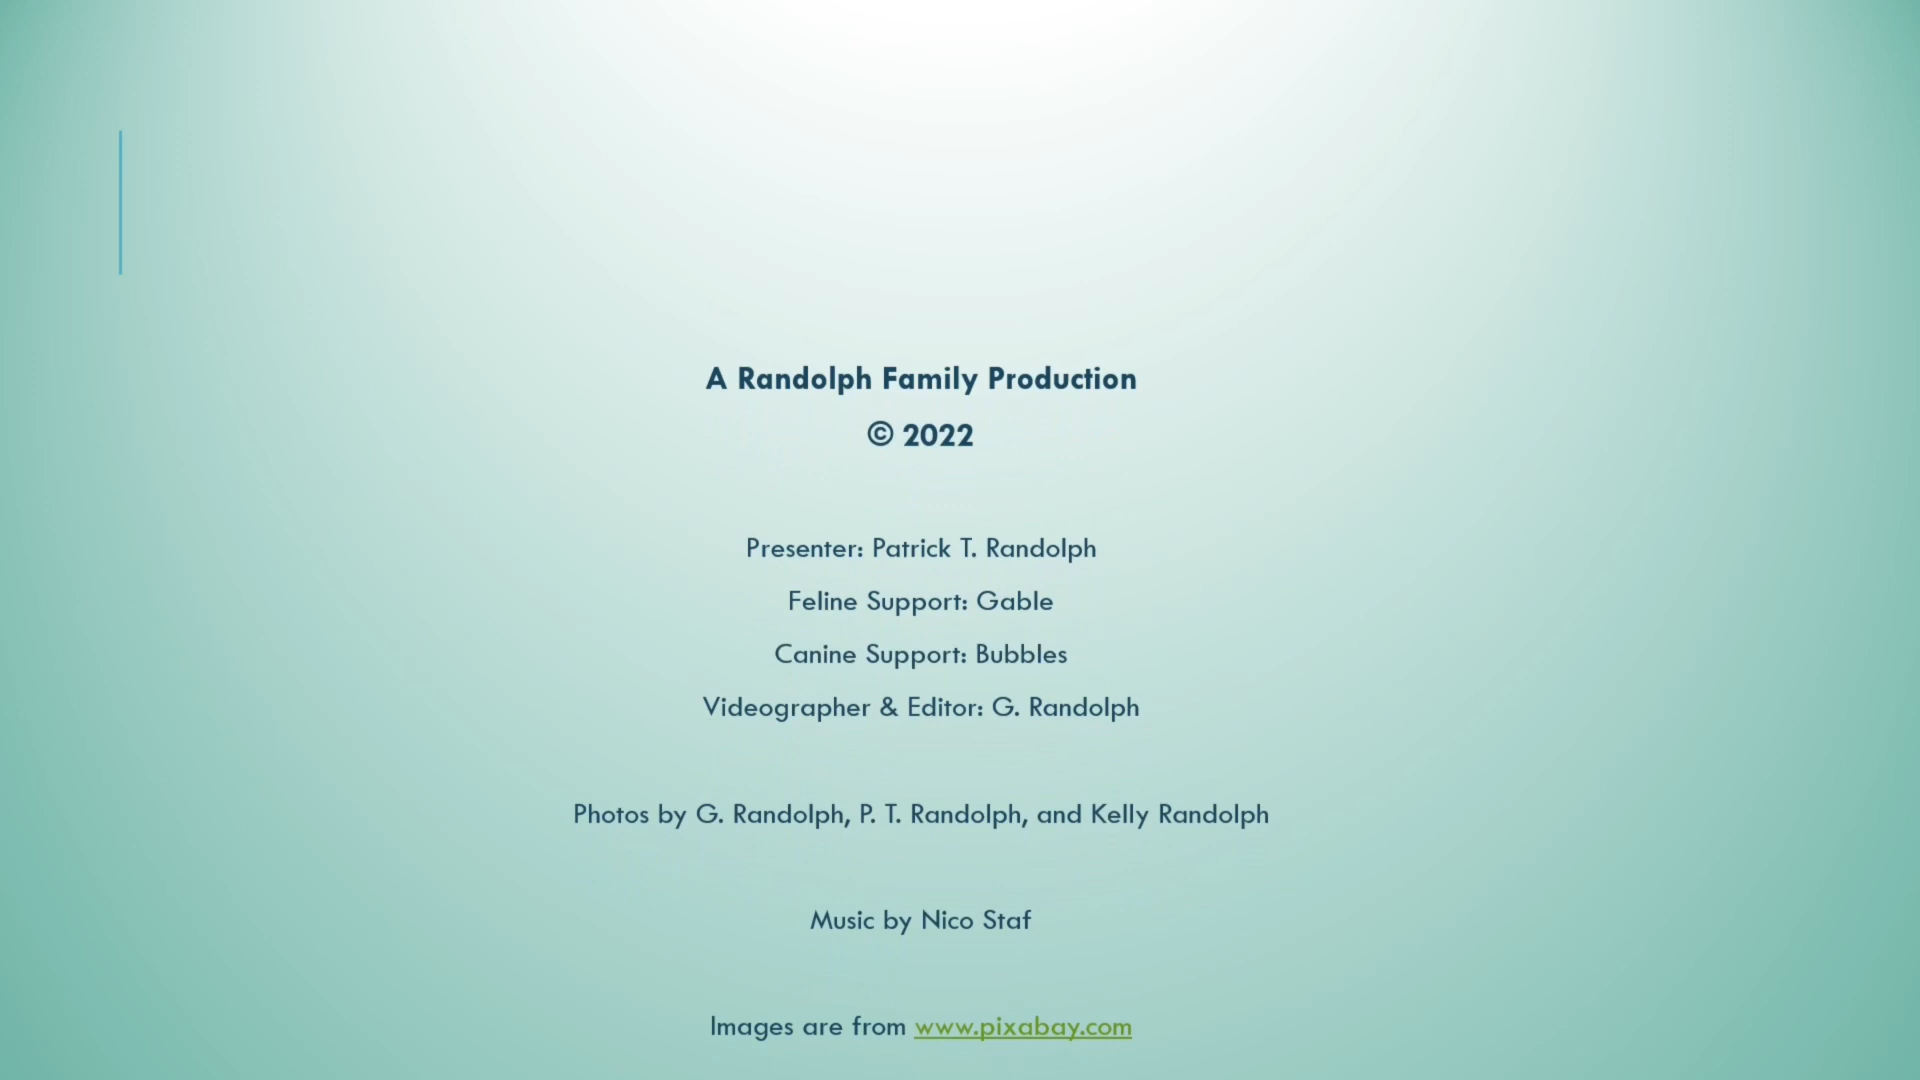 A Randolph Family Production
© 2022
Presenter: Patrick T. Randolph
Feline Support: Gable
Canine Support: Bubbles
Videographer & Editor: G. Randolph
Photos by G. Randolph, P. T. Randolph, and Kelly Randolph
Music by Nico Staf
Images are from www.pixabay.com